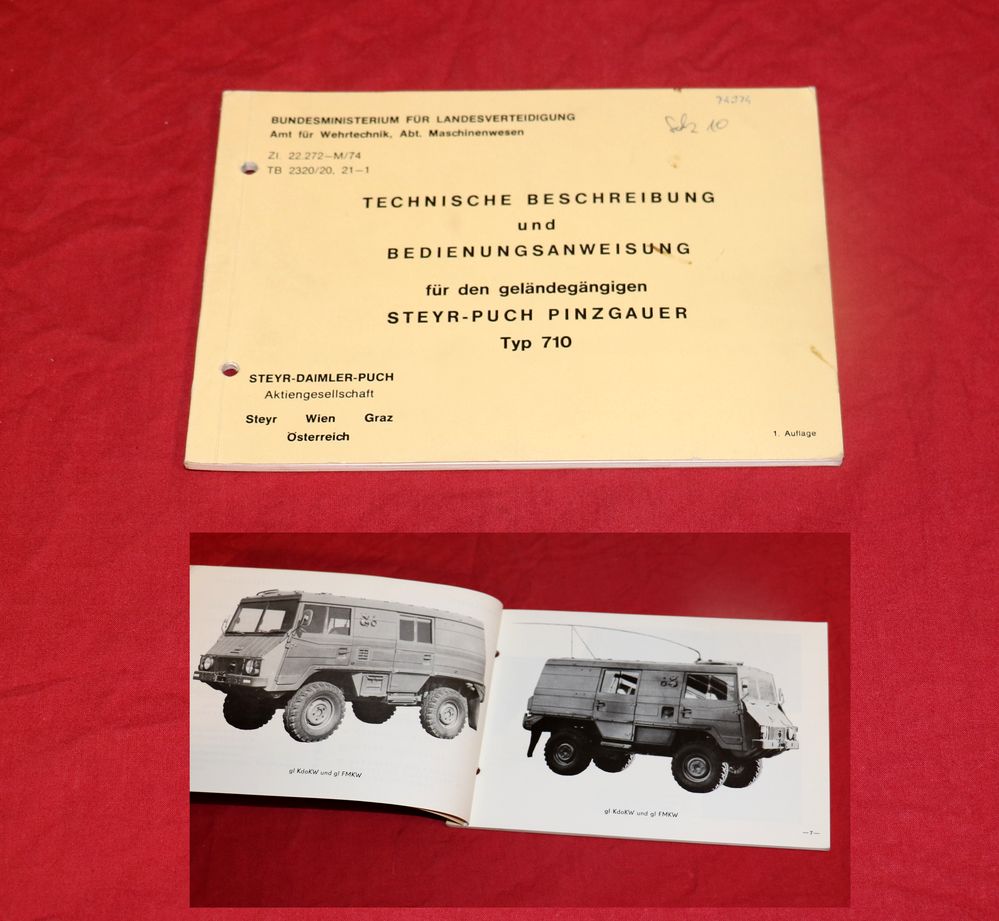 74374
BUNDESMINISTERIUM FÜR LANDESVERTEIDIGUNG
Amt für Wehrtechnik, Abt. Maschinenwesen
Zl. 22.272–M/74
TB 2320/20, 21–1
TECHNISCHE BESCHREIBUNG
und
BEDIENUNGSANWEISUNG
für den geländegängigen
STEYR-PUCH PINZGAUER
Typ 710
STEYR-DAIMLER-PUCH
Aktiengesellschaft
Steyr Wien Graz
Österreich
1. Auflage
gl KdoKW und gl FMKW
gl KdoKW und gl FMKW
—7—